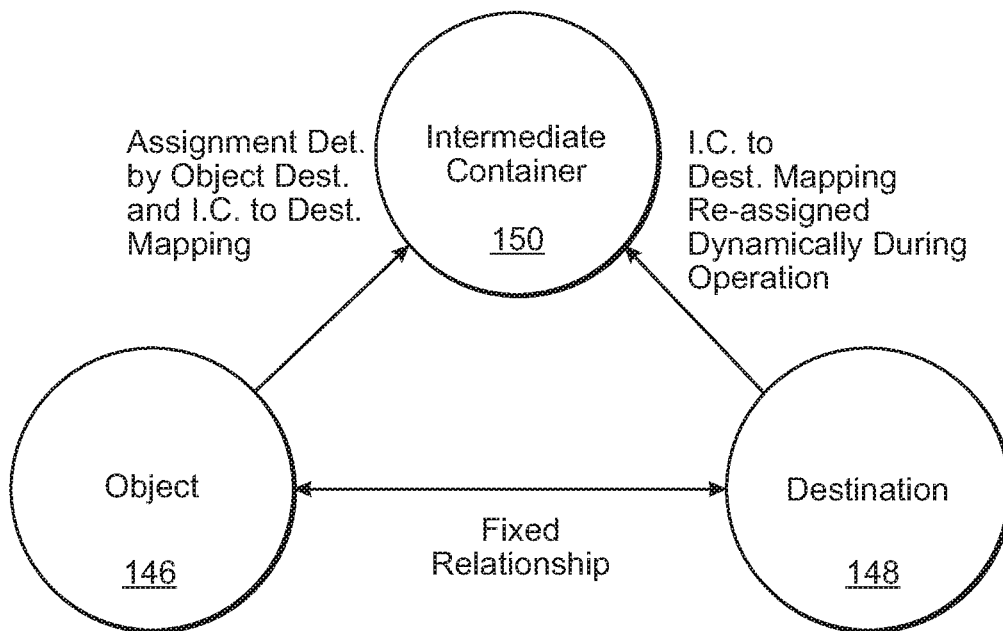 Assignment Det.
by Object Dest.
and I.C. to Dest.
Mapping
Intermediate
Container
150
I.C. to
Dest. Mapping
Re-assigned
Dynamically During
Operation
Object
146
Fixed
Relationship
Destination
148